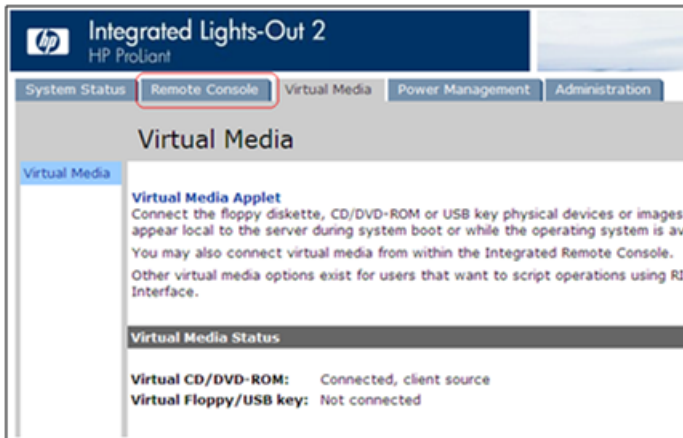 hp
Integrated Lights-Out 2
HP ProLiant
System Status Remote Console Virtual Media Power Management Administration
Virtual Media
Virtual Media
Virtual Media Applet
Connect the floppy diskette, CD/DVD-ROM or USB key physical devices or images
appear local to the server during system boot or while the operating system is av
You may also connect virtual media from within the Integrated Remote Console.
Other virtual media options exist for users that want to script operations using RI
Interface.
Virtual Media Status
Virtual CD/DVD-ROM: Connected, client source
Virtual Floppy/USB key: Not connected